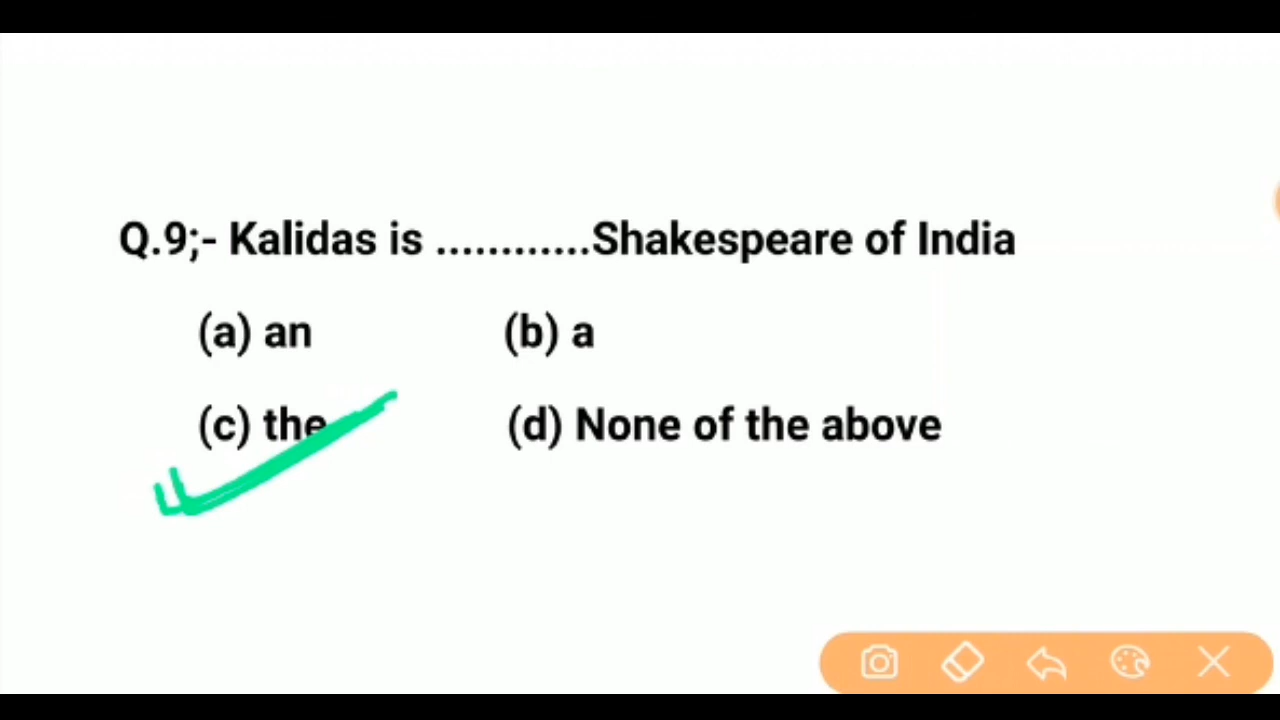 Q.9;- Kalidas is ............Shakespeare of India
(a) an (b) a
(c) the (d) None of the above